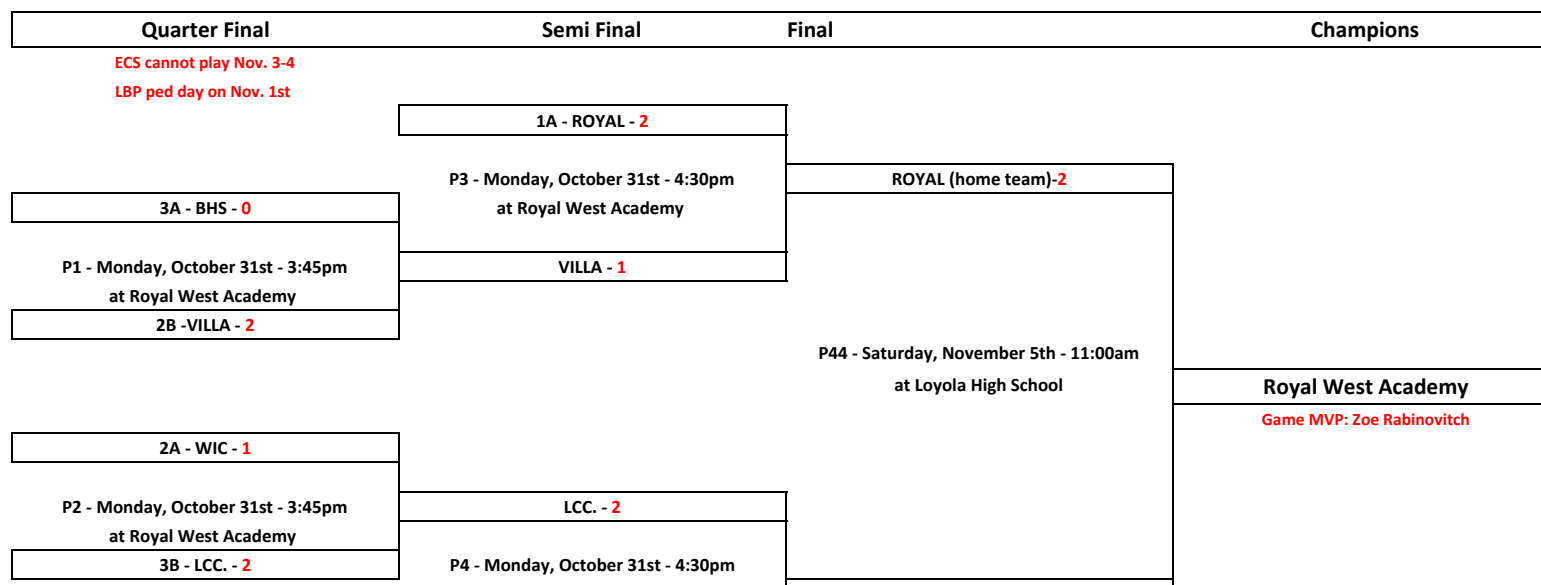 Quarter Final Semi Final Final Champions
ECS cannot play Nov. 3-4
LBP ped day on Nov. 1st
1A - ROYAL - 2
P3 - Monday, October 31st - 4:30pm
at Royal West Academy
ROYAL (home team)-2
3A - BHS - 0
P1 - Monday, October 31st - 3:45pm
at Royal West Academy
VILLA - 1
2B -VILLA - 2
P44 - Saturday, November 5th - 11:00am
at Loyola High School
Royal West Academy
Game MVP: Zoe Rabinovitch
2A - WIC - 1
P2 - Monday, October 31st - 3:45pm
at Royal West Academy
LCC. - 2
3B - LCC. - 2
P4 - Monday, October 31st - 4:30pm